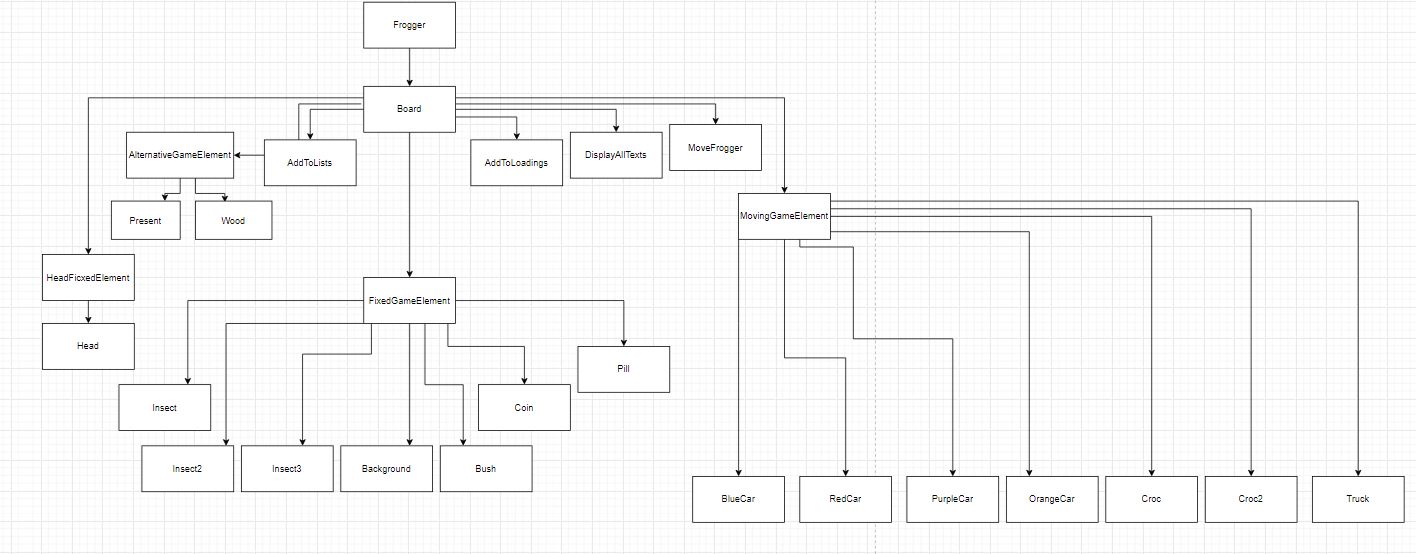 Frogger
Board
AlternativeGameElement
AddToLists
AddToLoadings
DisplayAllTexts
MoveFrogger
Present
Wood
MovingGameElement
HeadFicxedElement
FixedGameElement
Head
Pill
Insect
Coin
Insect2
Insect3
Background
Bush
BlueCar
RedCar
PurpleCar
OrangeCar
Croc
Croc2
Truck